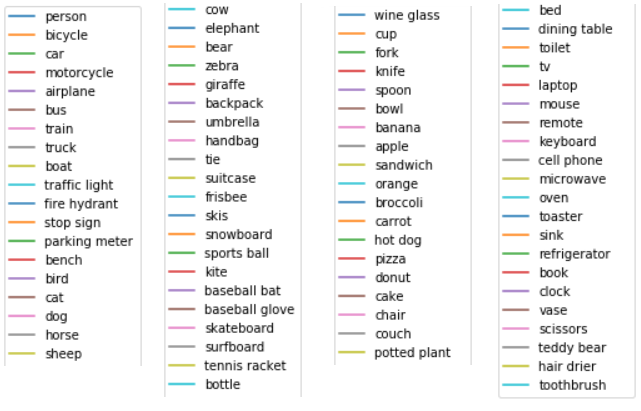 person
bicycle
car
motorcycle
airplane
bus
train
truck
boat
traffic light
fire hydrant
stop sign
parking meter
bench
bird
cat
dog
horse
sheep
cow
elephant
bear
zebra
giraffe
backpack
umbrella
handbag
tie
suitcase
frisbee
skis
snowboard
sports ball
kite
baseball bat
baseball glove
skateboard
surfboard
tennis racket
bottle
wine glass
cup
fork
knife
spoon
bowl
banana
apple
sandwich
orange
broccoli
carrot
hot dog
pizza
donut
cake
chair
couch
potted plant
bed
dining table
toilet
tv
laptop
mouse
remote
keyboard
cell phone
microwave
oven
toaster
sink
refrigerator
book
clock
vase
scissors
teddy bear
hair drier
toothbrush